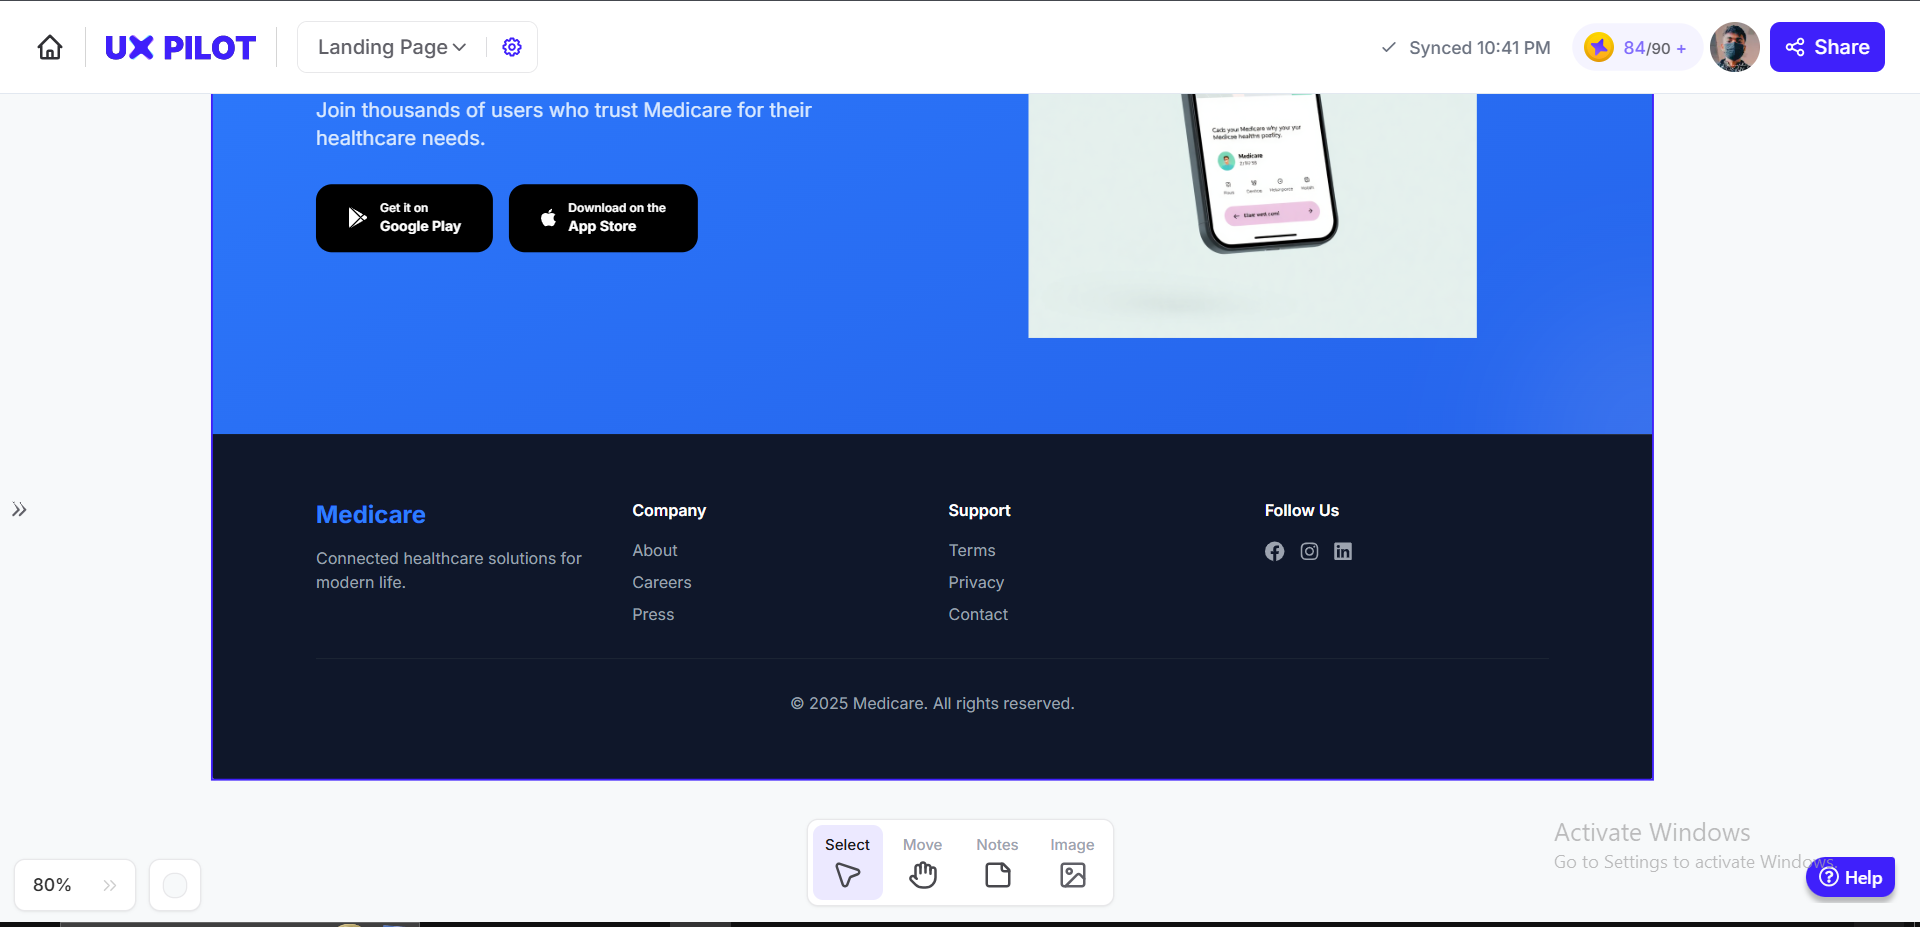 UX PILOT
Landing Page
Synced 10:41 PM
84/90 +
Share
Join thousands of users who trust Medicare for their
healthcare needs.
Get it on
Google Play
Download on the
App Store
Medicare
Medicare
Connected healthcare solutions for
modern life.
Company
About
Careers
Press
Support
Terms
Privacy
Contact
Follow Us
© 2025 Medicare. All rights reserved.
Select
Move
Notes
Image
80%
Activate Windows
Go to Settings to activate Windows.
Help